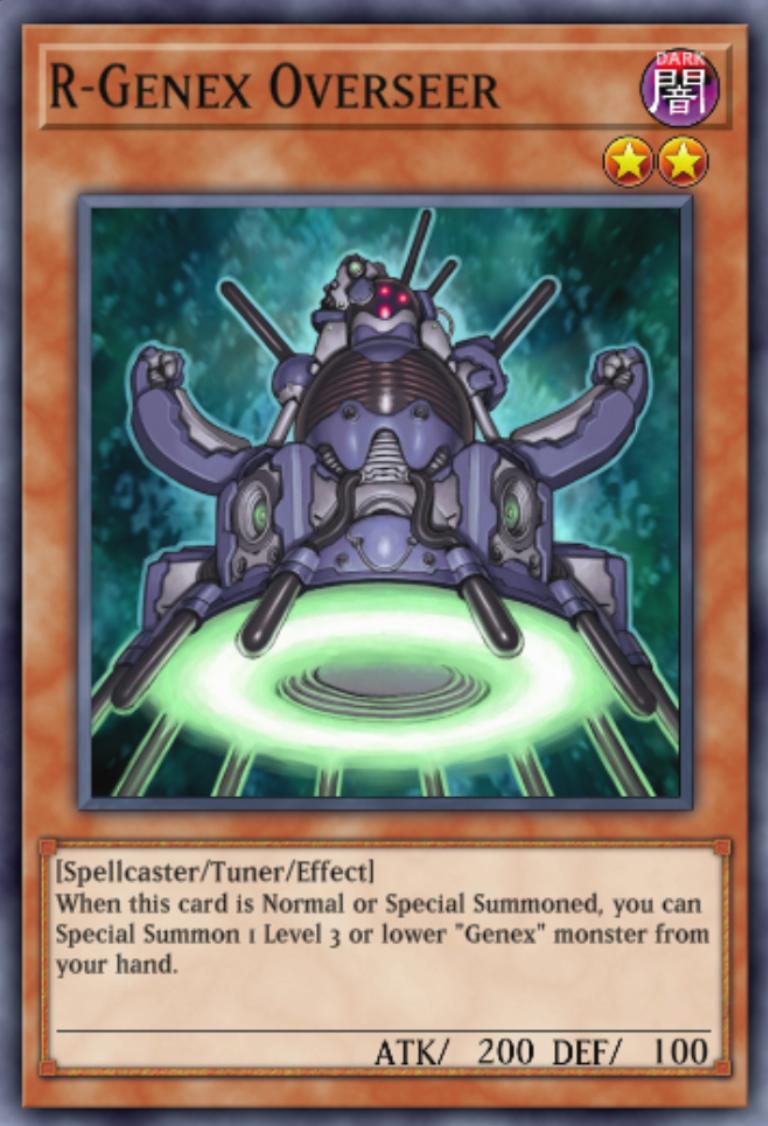 R-Genex Overseer
DARK
闇
[Spellcaster/Tuner/Effect]
When this card is Normal or Special Summoned, you can
Special Summon 1 Level 3 or lower "Genex" monster from
your hand.
ATK/ 200 DEF/ 100